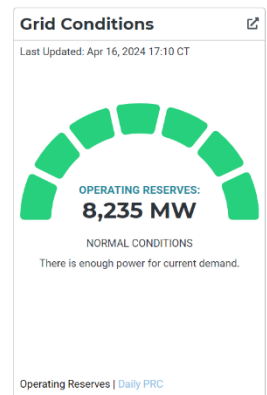 Grid Conditions
Last Updated: Apr 16, 2024 17:10 CT
OPERATING RESERVES:
8,235 MW
NORMAL CONDITIONS
There is enough power for current demand.
Operating Reserves | Daily PRC